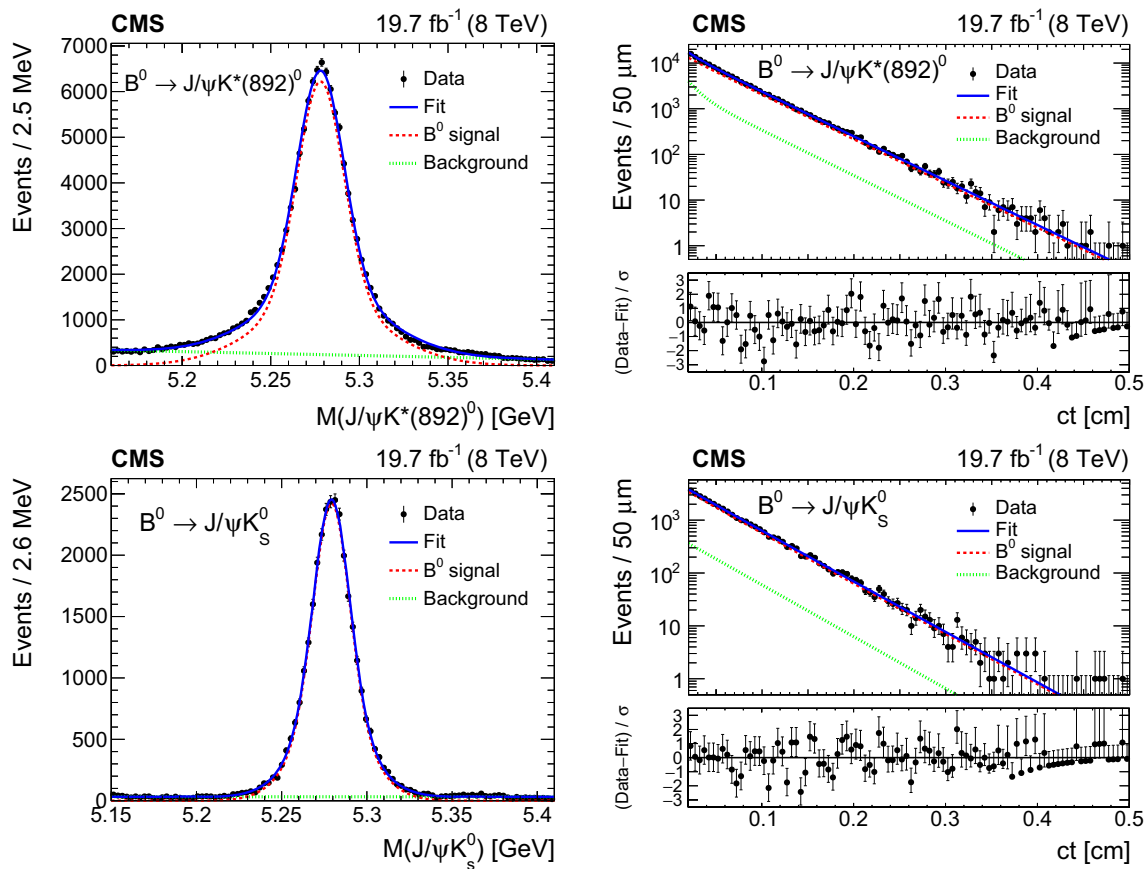 CMS 19.7 fb⁻¹ (8 TeV)
B⁰ → J/ψK*(892)⁰
Data
Fit
B⁰ signal
Background
Events / 2.5 MeV
7000
6000
5000
4000
3000
2000
1000
0
5.2 5.25 5.3 5.35 5.4
M(J/ψK*(892)⁰) [GeV]
CMS 19.7 fb⁻¹ (8 TeV)
B⁰ → J/ψK*(892)⁰
Data
Fit
B⁰ signal
Background
Events / 50 μm
10⁴
10³
10²
10
1
(Data–Fit) / σ
3
2
1
0
−1
−2
−3
0.1 0.2 0.3 0.4 0.5
ct [cm]
CMS 19.7 fb⁻¹ (8 TeV)
B⁰ → J/ψK⁰_S
Data
Fit
B⁰ signal
Background
Events / 2.6 MeV
2500
2000
1500
1000
500
0
5.15 5.2 5.25 5.3 5.35 5.4
M(J/ψK⁰_s) [GeV]
CMS 19.7 fb⁻¹ (8 TeV)
B⁰ → J/ψK⁰_S
Data
Fit
B⁰ signal
Background
Events / 50 μm
10³
10²
10
1
(Data–Fit) / σ
3
2
1
0
−1
−2
−3
0.1 0.2 0.3 0.4 0.5
ct [cm]